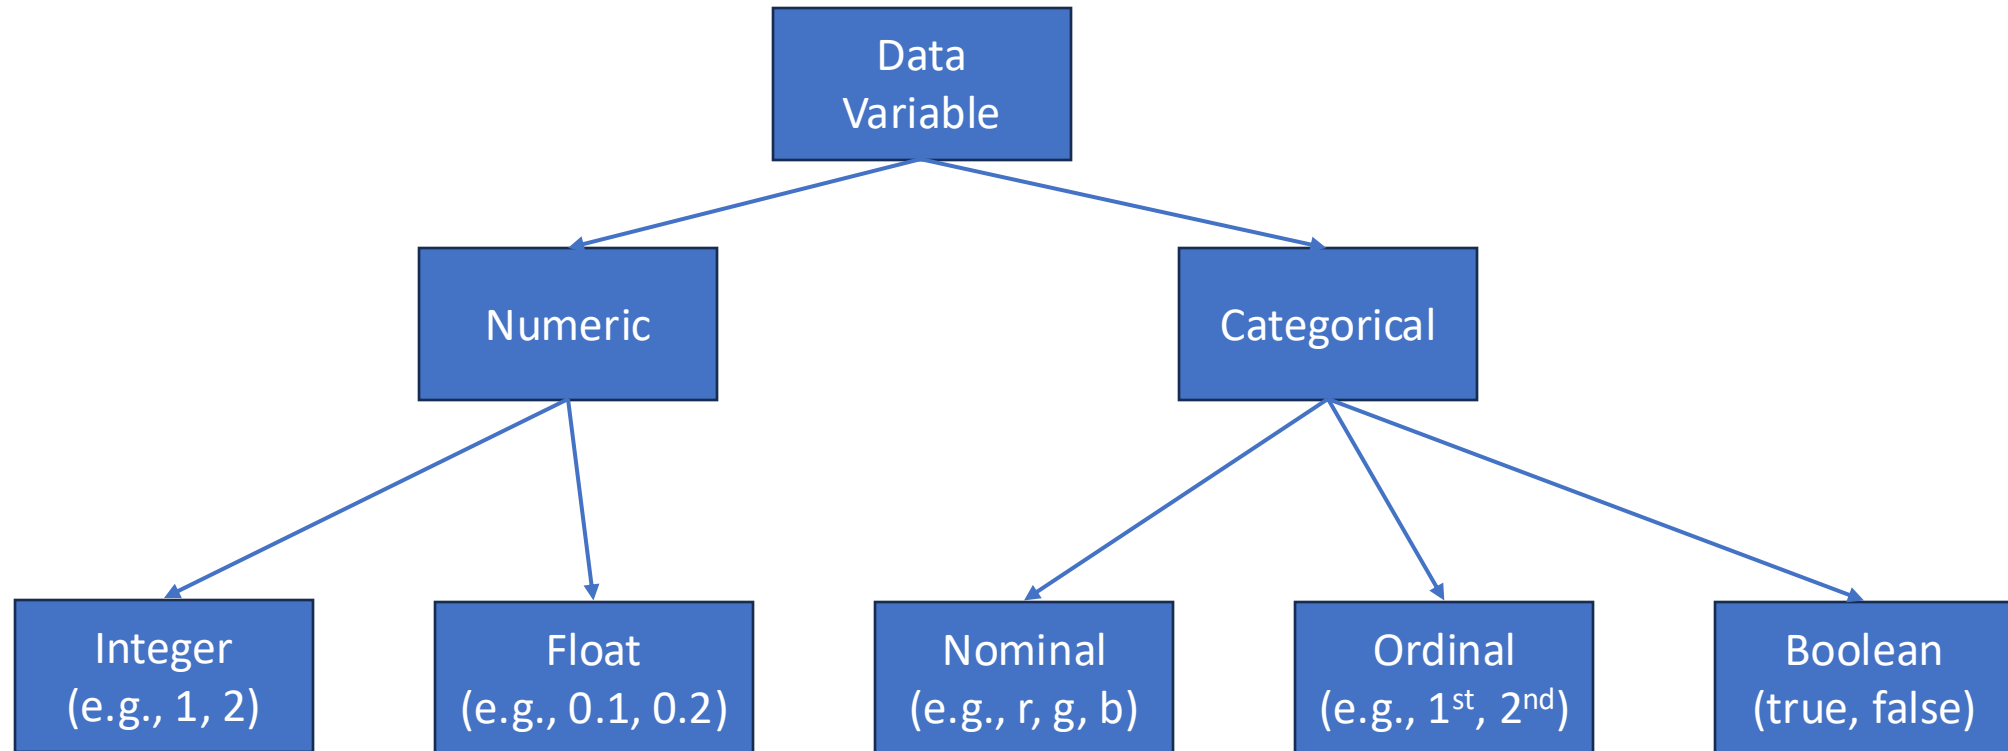 Data
Variable
Numeric
Categorical
Integer
(e.g., 1, 2)
Float
(e.g., 0.1, 0.2)
Nominal
(e.g., r, g, b)
Ordinal
(e.g., 1st, 2nd)
Boolean
(true, false)